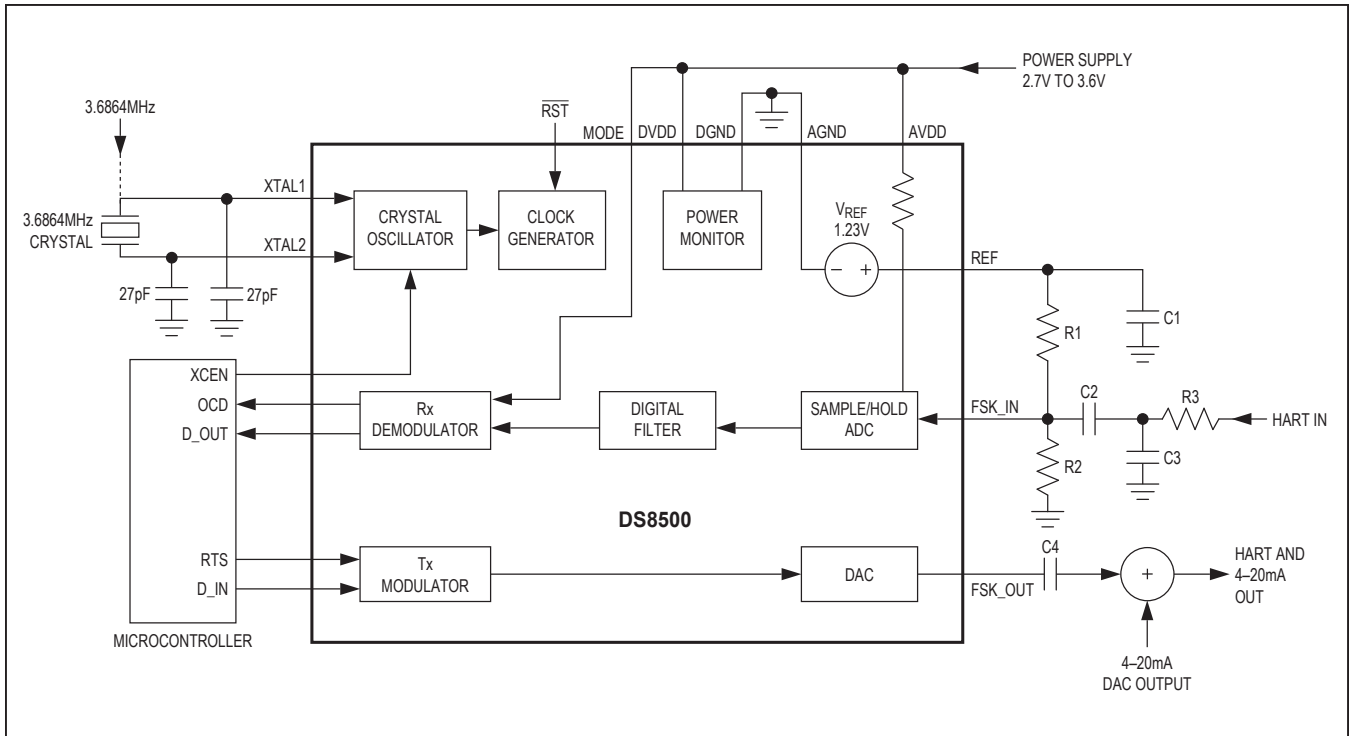 POWER SUPPLY
2.7V TO 3.6V
3.6864MHz
RST
MODE
DVDD
DGND
AGND
AVDD
XTAL1
3.6864MHz
CRYSTAL
XTAL2
CRYSTAL
OSCILLATOR
CLOCK
GENERATOR
POWER
MONITOR
VREF
1.23V
REF
27pF
27pF
R1
C1
XCEN
OCD
D_OUT
Rx
DEMODULATOR
DIGITAL
FILTER
SAMPLE/HOLD
ADC
FSK_IN
C2
R3
HART IN
R2
C3
DS8500
RTS
D_IN
Tx
MODULATOR
DAC
FSK_OUT
C4
+
HART AND
4–20mA
OUT
MICROCONTROLLER
4–20mA
DAC OUTPUT